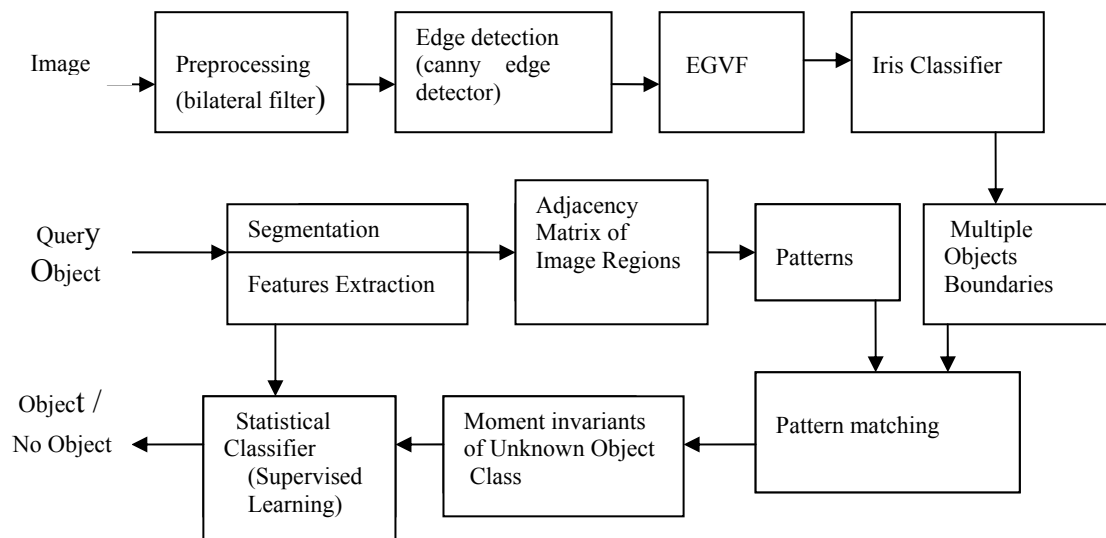 Image
Preprocessing
(bilateral filter)
Edge detection
(canny edge
detector)
EGVF
Iris Classifier
Query
Object
Segmentation
Features Extraction
Adjacency
Matrix of
Image Regions
Patterns
Multiple
Objects
Boundaries
Object /
No Object
Statistical
Classifier
(Supervised
Learning)
Moment invariants
of Unknown Object
Class
Pattern matching